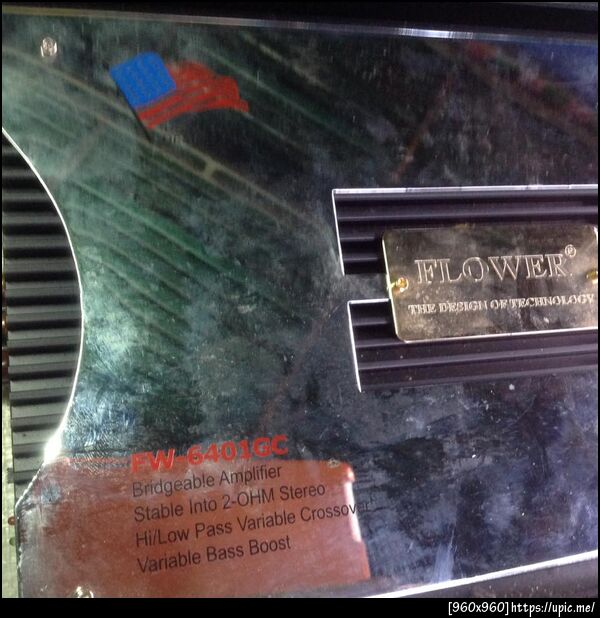 FLOWER®
THE DESIGN OF TECHNOLOGY
FW-6401GC
Bridgeable Amplifier
Stable Into 2-OHM Stereo
Hi/Low Pass Variable Crossover
Variable Bass Boost
[960x960] https://upic.me/